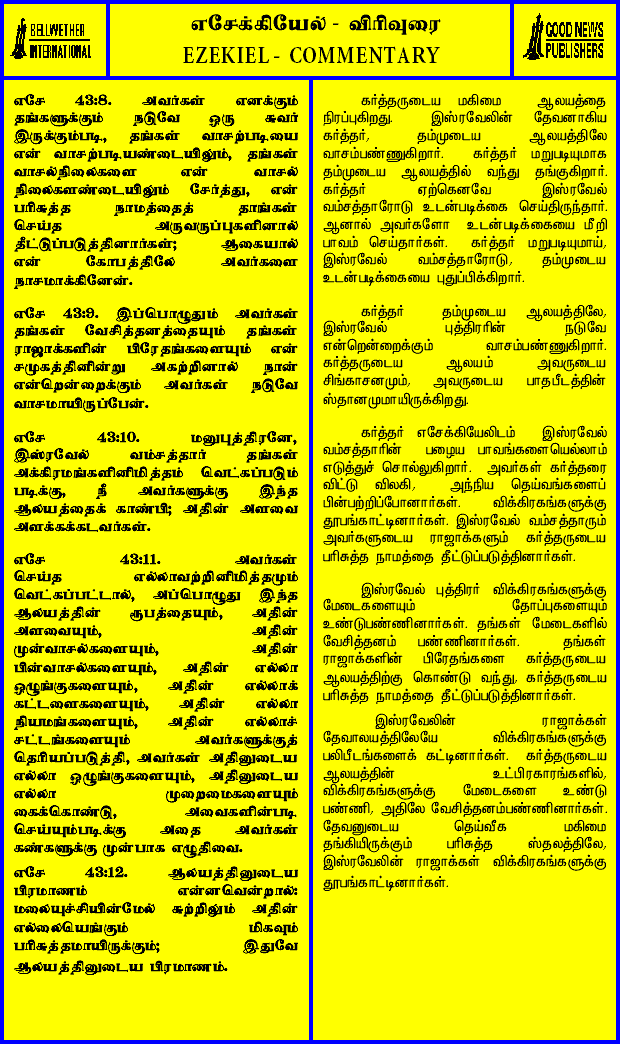 BELLWETHER
INTERNATIONAL
எசேக்கியேல் - விரிவுரை
EZEKIEL - COMMENTARY
GOOD NEWS
PUBLISHERS
எசே 43:8. அவர்கள் எனக்கும்
தங்களுக்கும் நடுவே ஒரு சுவர்
இருக்கும்படி, தங்கள் வாசற்படியை
என் வாசற்படியண்டையிலும், தங்கள்
வாசல்நிலைகளை என் வாசல்
நிலைகளண்டையிலும் சேர்த்து, என்
பரிசுத்த நாமத்தைத் தாங்கள்
செய்த அருவருப்புகளினால்
தீட்டுப்படுத்தினார்கள்; ஆகையால்
என் கோபத்திலே அவர்களை
நாசமாக்கினேன்.
எசே 43:9. இப்பொழுதும் அவர்கள்
தங்கள் வேசித்தனத்தையும் தங்கள்
ராஜாக்களின் பிரேதங்களையும் என்
சமுகத்தினின்று அகற்றினால் நான்
என்றென்றைக்கும் அவர்கள் நடுவே
வாசமாயிருப்பேன்.
எசே 43:10. மனுபுத்திரனே,
இஸ்ரவேல் வம்சத்தார் தங்கள்
அக்கிரமங்களினிமித்தம் வெட்கப்படும்
படிக்கு, நீ அவர்களுக்கு இந்த
ஆலயத்தைக் காண்பி; அதின் அளவை
அளக்கக்கடவர்கள்.
எசே 43:11. அவர்கள்
செய்த எல்லாவற்றினிமித்தமும்
வெட்கப்பட்டால், அப்பொழுது இந்த
ஆலயத்தின் ரூபத்தையும், அதின்
அளவையும், அதின்
முன்வாசல்களையும், அதின்
பின்வாசல்களையும், அதின் எல்லா
ஒழுங்குகளையும், அதின் எல்லாக்
கட்டளைகளையும், அதின் எல்லா
நியமங்களையும், அதின் எல்லாச்
சட்டங்களையும் அவர்களுக்குத்
தெரியப்படுத்தி, அவர்கள் அதினுடைய
எல்லா ஒழுங்குகளையும், அதினுடைய
எல்லா முறைமைகளையும்
கைக்கொண்டு, அவைகளின்படி
செய்யும்படிக்கு அதை அவர்கள்
கண்களுக்கு முன்பாக எழுதிவை.
எசே 43:12. ஆலயத்தினுடைய
பிரமாணம் என்னவென்றால்:
மலையுச்சியின்மேல் சுற்றிலும் அதின்
எல்லையெங்கும் மிகவும்
பரிசுத்தமாயிருக்கும்; இதுவே
ஆலயத்தினுடைய பிரமாணம்.
கர்த்தருடைய மகிமை ஆலயத்தை
நிரப்புகிறது. இஸ்ரவேலின் தேவனாகிய
கர்த்தர், தம்முடைய ஆலயத்திலே
வாசம்பண்ணுகிறார். கர்த்தர் மறுபடியுமாக
தம்முடைய ஆலயத்தில் வந்து தங்குகிறார்.
கர்த்தர் ஏற்கெனவே இஸ்ரவேல்
வம்சத்தாரோடு உடன்படிக்கை செய்திருந்தார்.
ஆனால் அவர்களோ உடன்படிக்கையை மீறி
பாவம் செய்தார்கள். கர்த்தர் மறுபடியுமாய்,
இஸ்ரவேல் வம்சத்தாரோடு, தம்முடைய
உடன்படிக்கையை புதுப்பிக்கிறார்.
கர்த்தர் தம்முடைய ஆலயத்திலே,
இஸ்ரவேல் புத்திரரின் நடுவே
என்றென்றைக்கும் வாசம்பண்ணுகிறார்.
கர்த்தருடைய ஆலயம் அவருடைய
சிங்காசனமும், அவருடைய பாதபீடத்தின்
ஸ்தானமுமாயிருக்கிறது.
கர்த்தர் எசேக்கியேலிடம் இஸ்ரவேல்
வம்சத்தாரின் பழைய பாவங்களையெல்லாம்
எடுத்துச் சொல்லுகிறார். அவர்கள் கர்த்தரை
விட்டு விலகி, அந்நிய தெய்வங்களைப்
பின்பற்றிப்போனார்கள். விக்கிரகங்களுக்கு
தூபங்காட்டினார்கள். இஸ்ரவேல் வம்சத்தாரும்
அவர்களுடைய ராஜாக்களும் கர்த்தருடைய
பரிசுத்த நாமத்தை தீட்டுப்படுத்தினார்கள்.
இஸ்ரவேல் புத்திரர் விக்கிரகங்களுக்கு
மேடைகளையும் தோப்புகளையும்
உண்டுபண்ணினார்கள். தங்கள் மேடைகளில்
வேசித்தனம் பண்ணினார்கள். தங்கள்
ராஜாக்களின் பிரேதங்களை கர்த்தருடைய
ஆலயத்திற்கு கொண்டு வந்து, கர்த்தருடைய
பரிசுத்த நாமத்தை தீட்டுப்படுத்தினார்கள்.
இஸ்ரவேலின் ராஜாக்கள்
தேவாலயத்திலேயே விக்கிரகங்களுக்கு
பலிபீடங்களைக் கட்டினார்கள். கர்த்தருடைய
ஆலயத்தின் உட்பிரகாரங்களில்,
விக்கிரகங்களுக்கு மேடைகளை உண்டு
பண்ணி, அதிலே வேசித்தனம்பண்ணினார்கள்.
தேவனுடைய தெய்வீக மகிமை
தங்கியிருக்கும் பரிசுத்த ஸ்தலத்திலே,
இஸ்ரவேலின் ராஜாக்கள் விக்கிரகங்களுக்கு
தூபங்காட்டினார்கள்.